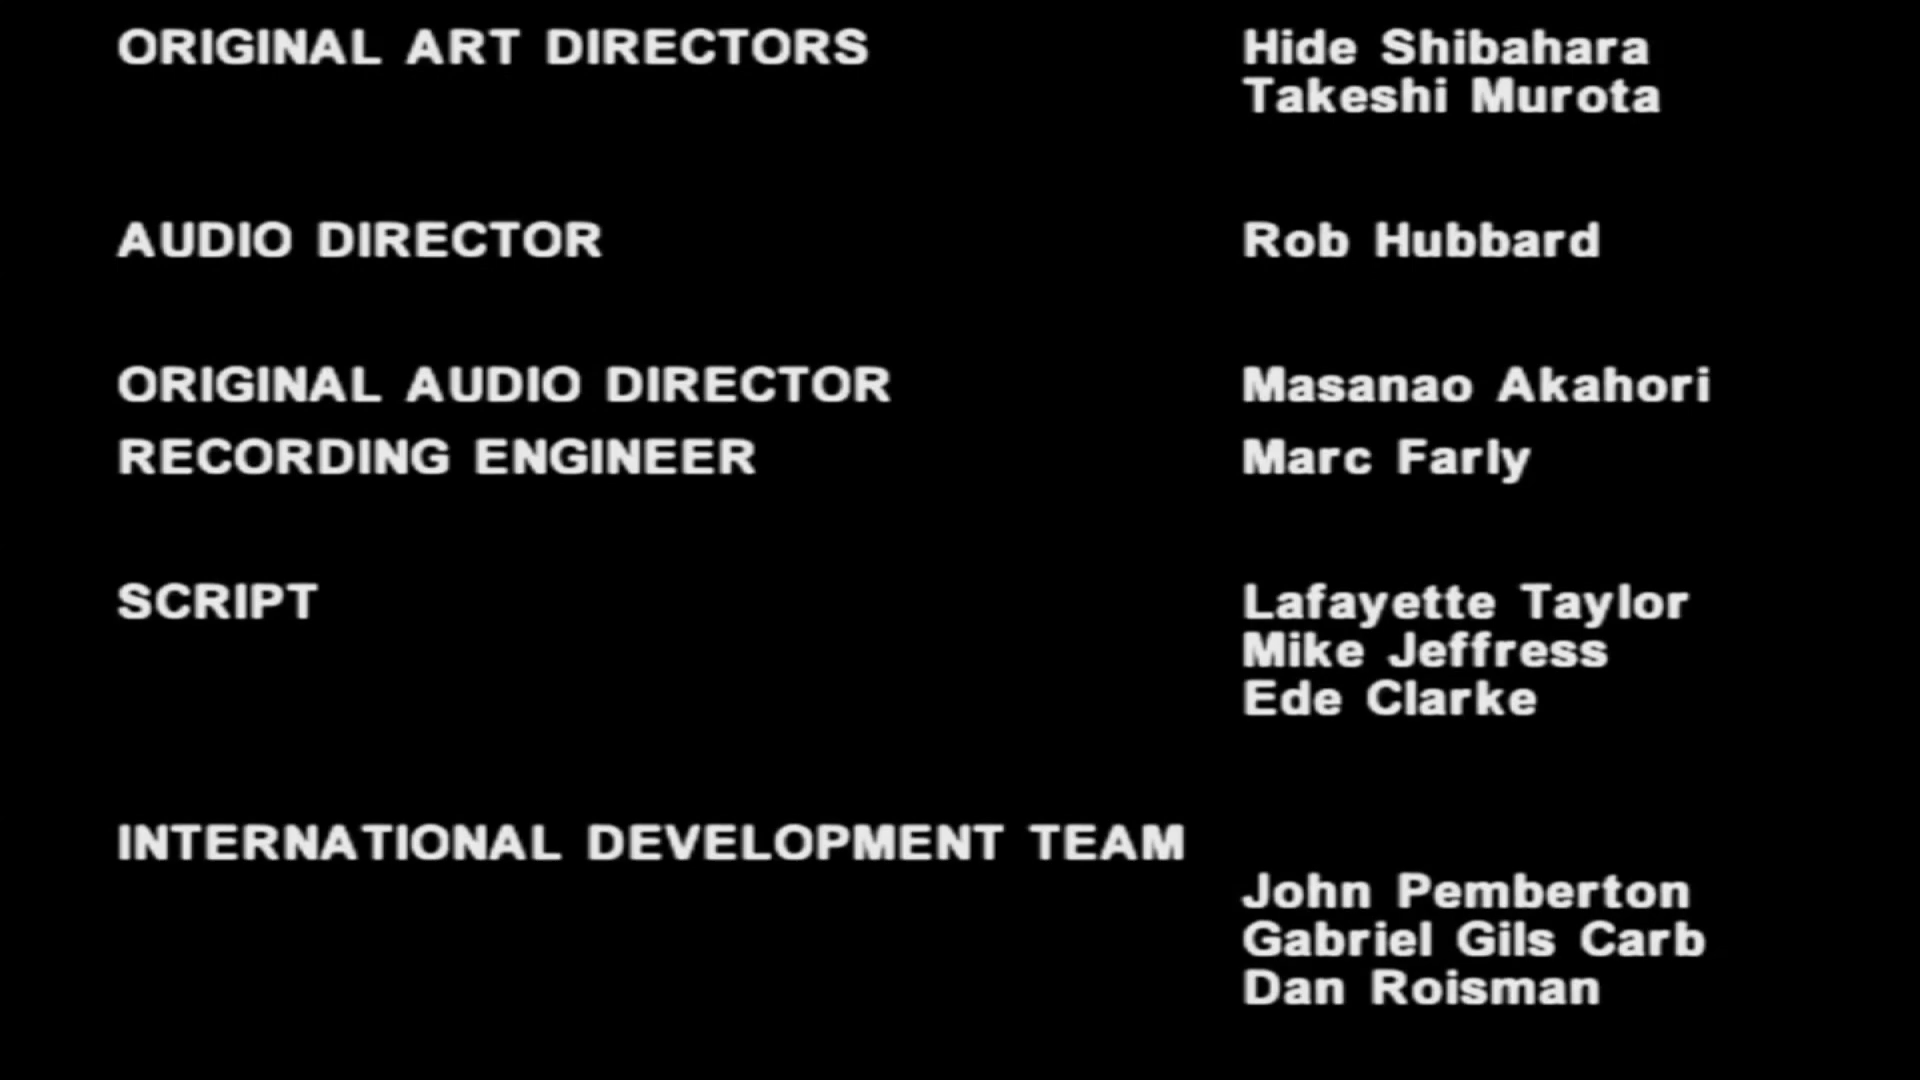 ORIGINAL ART DIRECTORS Hide Shibahara
Takeshi Murota
AUDIO DIRECTOR Rob Hubbard
ORIGINAL AUDIO DIRECTOR Masanao Akahori
RECORDING ENGINEER Marc Farly
SCRIPT Lafayette Taylor
Mike Jeffress
Ede Clarke
INTERNATIONAL DEVELOPMENT TEAM
John Pemberton
Gabriel Gils Carb
Dan Roisman